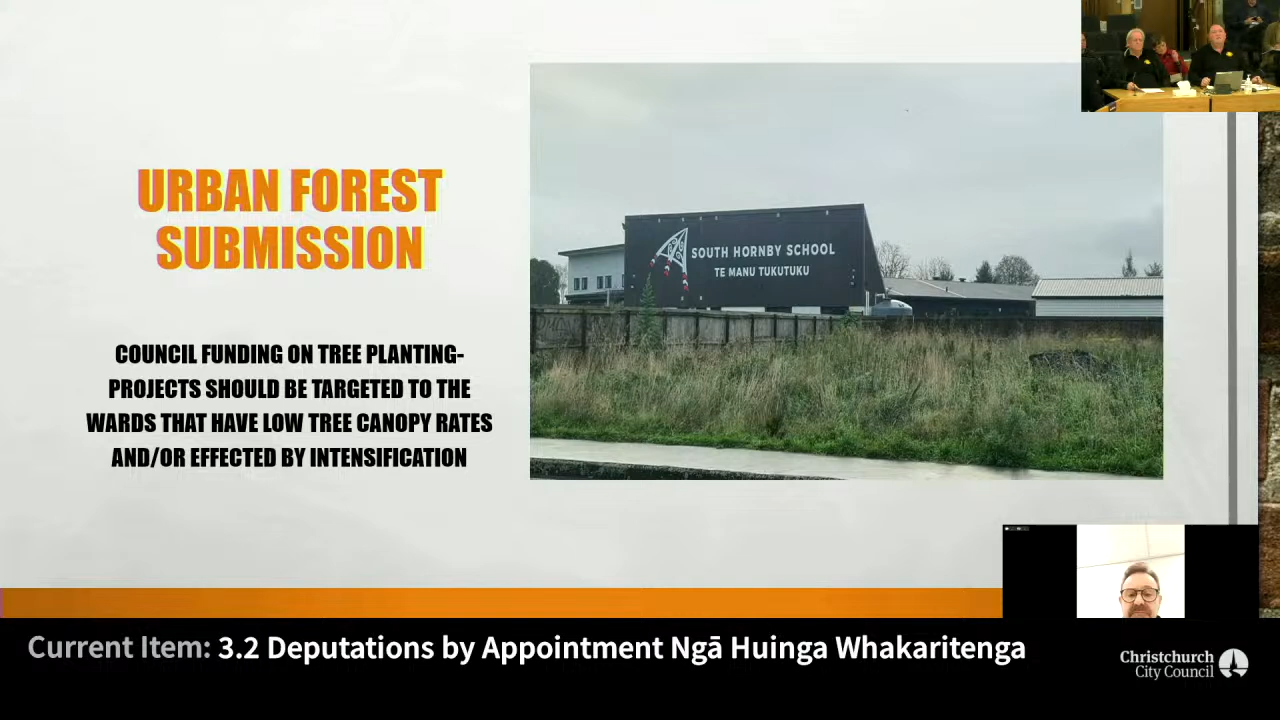 URBAN FOREST
SUBMISSION
COUNCIL FUNDING ON TREE PLANTING-
PROJECTS SHOULD BE TARGETED TO THE
WARDS THAT HAVE LOW TREE CANOPY RATES
AND/OR EFFECTED BY INTENSIFICATION
SOUTH HORNBY SCHOOL
TE MANU TUKUTUKU
Current Item: 3.2 Deputations by Appointment Ngā Huinga Whakaritenga
Christchurch
City Council